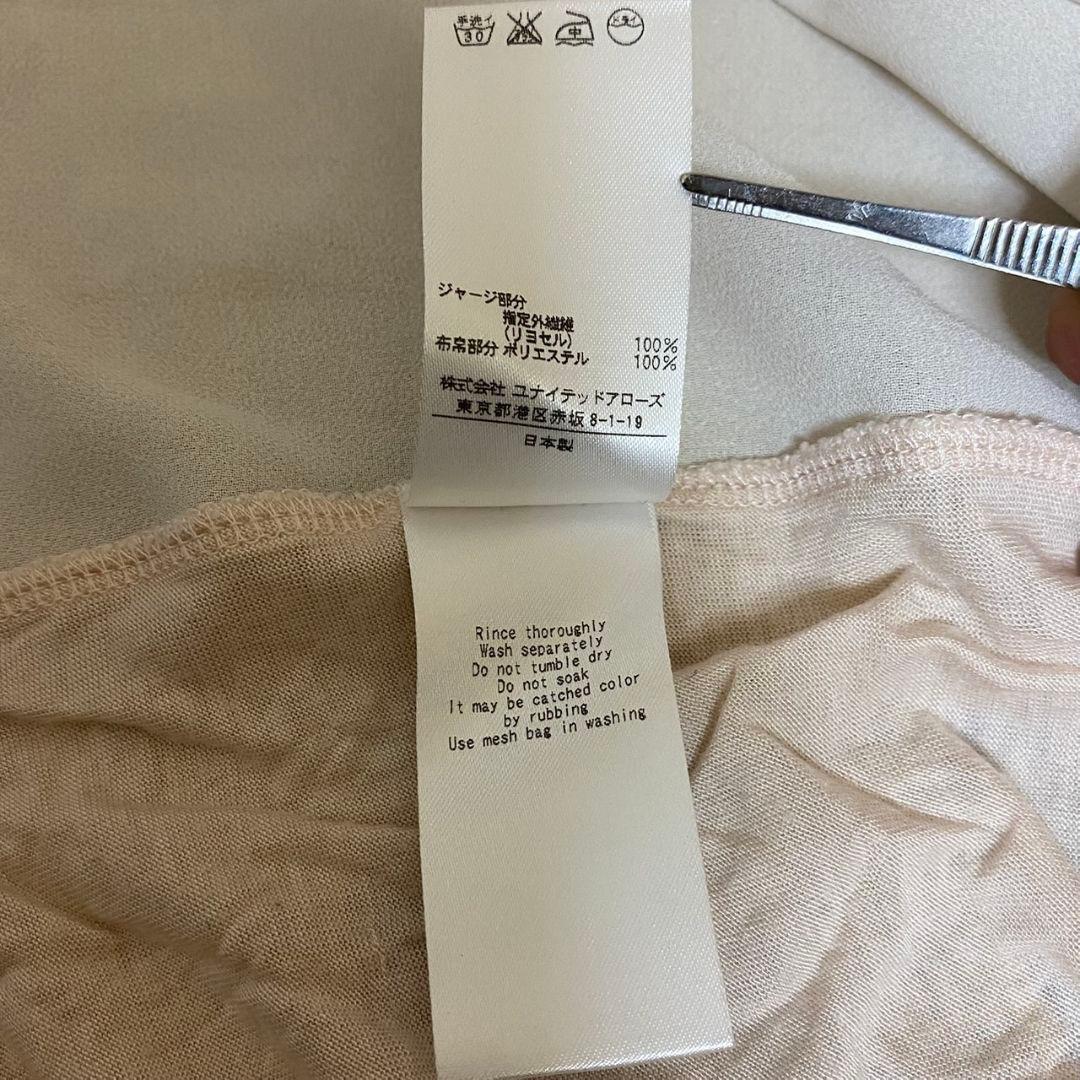 手洗イ
30
中
ドライ
ジャージ部分
指定外繊維
(リヨセル) 100%
布帛部分 ポリエステル 100%
株式会社 ユナイテッドアローズ
東京都港区赤坂 8-1-19
日本製
Rince thoroughly
Wash separately
Do not tumble dry
Do not soak
It may be catched color
by rubbing
Use mesh bag in washing